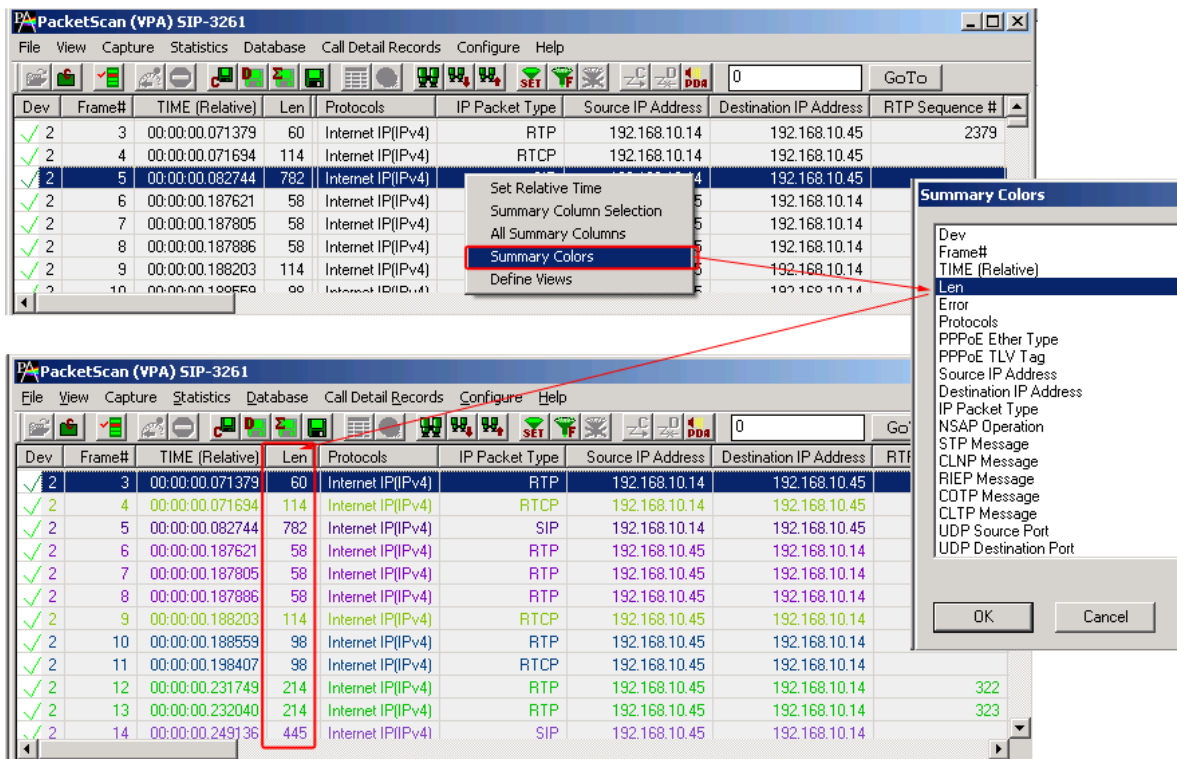 PacketScan (VPA) SIP-3261
File View Capture Statistics Database Call Detail Records Configure Help
SET F C PDA 0 GoTo
Dev Frame# TIME (Relative) Len Protocols IP Packet Type Source IP Address Destination IP Address RTP Sequence #
2 3 00:00:00.071379 60 Internet IP(IPv4) RTP 192.168.10.14 192.168.10.45 2379
2 4 00:00:00.071694 114 Internet IP(IPv4) RTCP 192.168.10.14 192.168.10.45
2 5 00:00:00.082744 782 Internet IP(IPv4) 192.168.10.45
2 6 00:00:00.187621 58 Internet IP(IPv4) 5 192.168.10.14
2 7 00:00:00.187805 58 Internet IP(IPv4) 5 192.168.10.14
2 8 00:00:00.187886 58 Internet IP(IPv4) 5 192.168.10.14
2 9 00:00:00.188203 114 Internet IP(IPv4) 5 192.168.10.14
2 10 00:00:00.188559 98 Internet IP(IPv4) 5 192.168.10.14
Set Relative Time
Summary Column Selection
All Summary Columns
Summary Colors
Define Views
Summary Colors
Dev
Frame#
TIME (Relative)
Len
Error
Protocols
PPPoE Ether Type
PPPoE TLV Tag
Source IP Address
Destination IP Address
IP Packet Type
NSAP Operation
STP Message
CLNP Message
RIEP Message
COTP Message
CLTP Message
UDP Source Port
UDP Destination Port
OK Cancel
PacketScan (VPA) SIP-3261
File View Capture Statistics Database Call Detail Records Configure Help
SET F C PDA 0 Go
Dev Frame# TIME (Relative) Len Protocols IP Packet Type Source IP Address Destination IP Address
2 3 00:00:00.071379 60 Internet IP(IPv4) RTP 192.168.10.14 192.168.10.45
2 4 00:00:00.071694 114 Internet IP(IPv4) RTCP 192.168.10.14 192.168.10.45
2 5 00:00:00.082744 782 Internet IP(IPv4) SIP 192.168.10.14 192.168.10.45
2 6 00:00:00.187621 58 Internet IP(IPv4) RTP 192.168.10.45 192.168.10.14
2 7 00:00:00.187805 58 Internet IP(IPv4) RTP 192.168.10.45 192.168.10.14
2 8 00:00:00.187886 58 Internet IP(IPv4) RTP 192.168.10.45 192.168.10.14
2 9 00:00:00.188203 114 Internet IP(IPv4) RTCP 192.168.10.45 192.168.10.14
2 10 00:00:00.188559 98 Internet IP(IPv4) RTP 192.168.10.45 192.168.10.14
2 11 00:00:00.198407 98 Internet IP(IPv4) RTCP 192.168.10.45 192.168.10.14
2 12 00:00:00.231749 214 Internet IP(IPv4) RTP 192.168.10.45 192.168.10.14 322
2 13 00:00:00.232040 214 Internet IP(IPv4) RTP 192.168.10.45 192.168.10.14 323
2 14 00:00:00.249136 445 Internet IP(IPv4) SIP 192.168.10.45 192.168.10.14